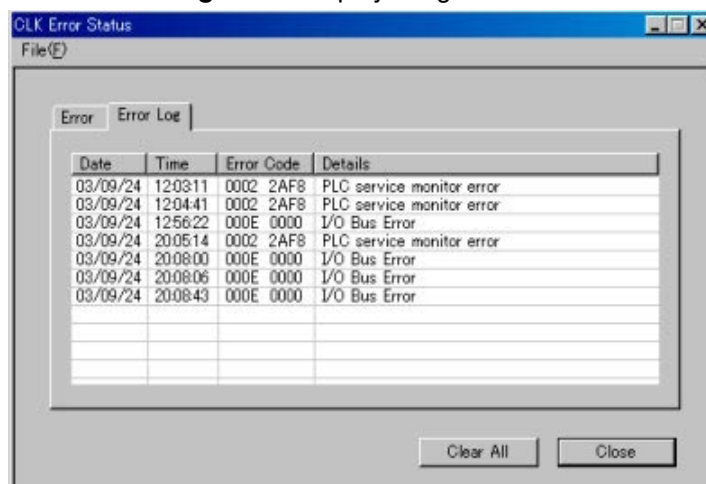 CLK Error Status
File(F)
Error Error Log
Date Time Error Code Details
03/09/24 12:03:11 0002 2AF8 PLC service monitor error
03/09/24 12:04:41 0002 2AF8 PLC service monitor error
03/09/24 12:56:22 000E 0000 I/O Bus Error
03/09/24 20:05:14 0002 2AF8 PLC service monitor error
03/09/24 20:08:00 000E 0000 I/O Bus Error
03/09/24 20:08:06 000E 0000 I/O Bus Error
03/09/24 20:08:43 000E 0000 I/O Bus Error
Clear All Close